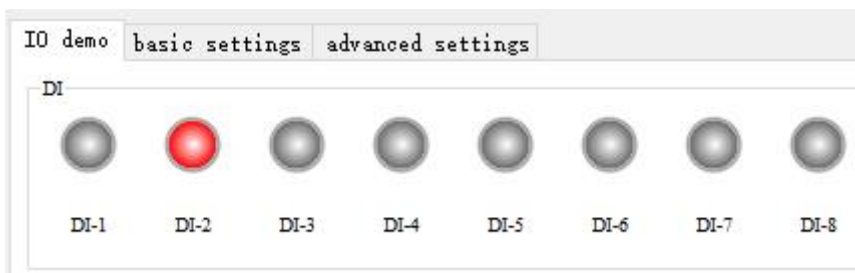 IO demo basic settings advanced settings
DI
DI-1 DI-2 DI-3 DI-4 DI-5 DI-6 DI-7 DI-8